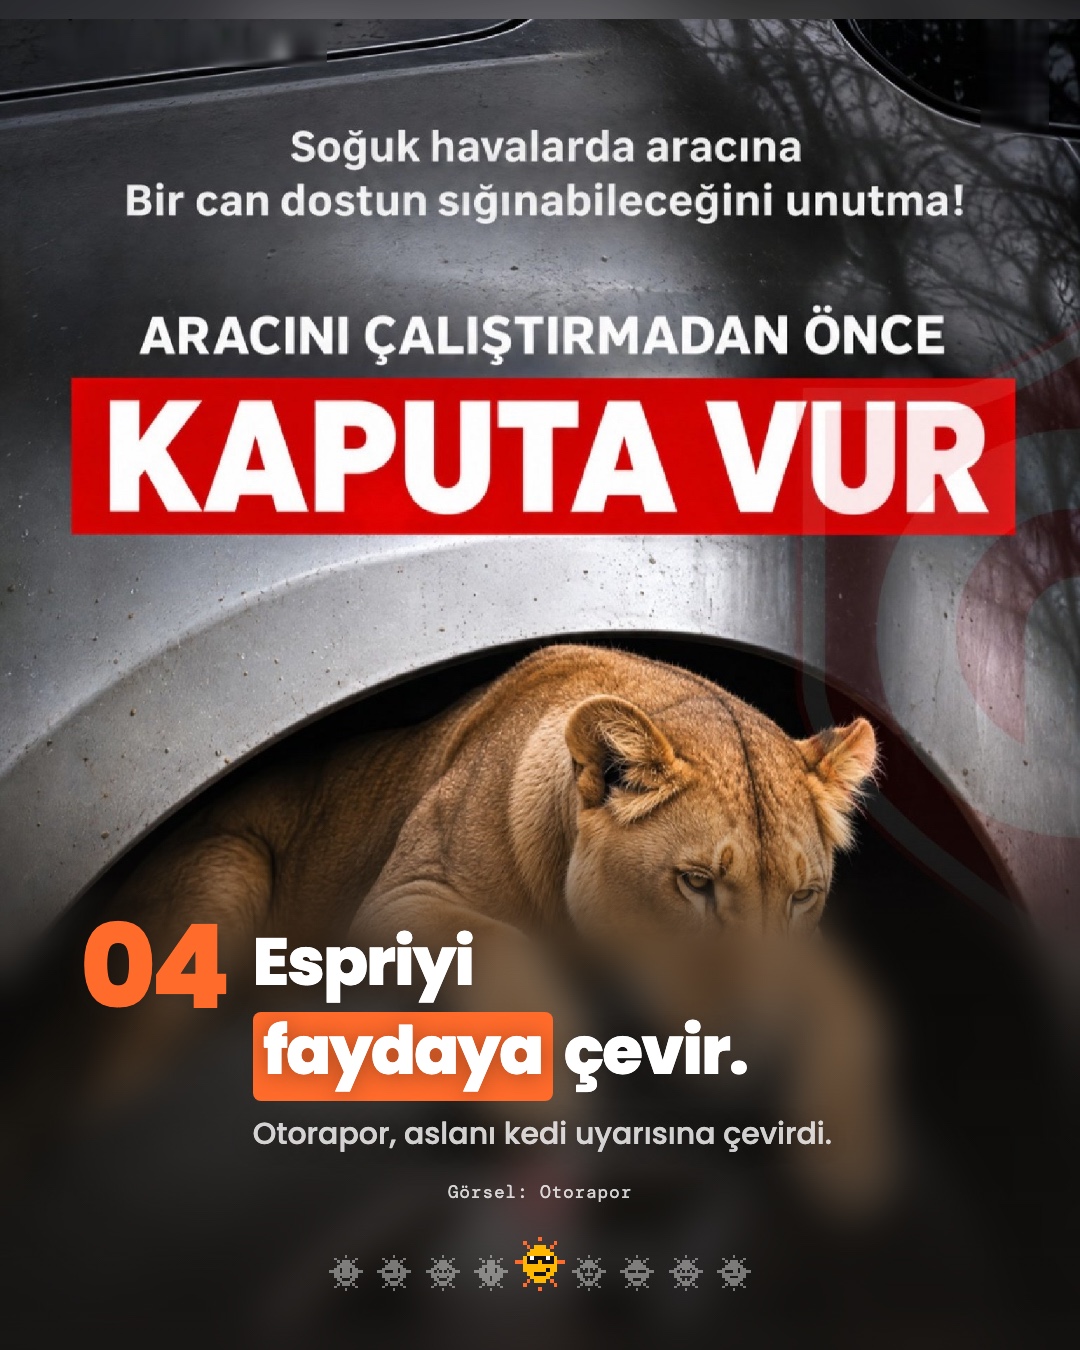 Soğuk havalarda aracına
Bir can dostun sığınabileceğini unutma!
ARACINI ÇALIŞTIRMADAN ÖNCE
KAPUTA VUR
04
Espriyi
faydaya çevir.
Otorapor, aslanı kedi uyarısına çevirdi.
Görsel: Otorapor